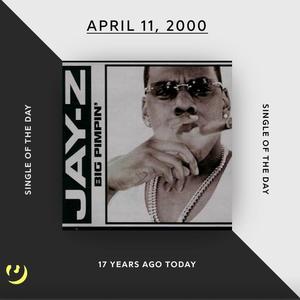 APRIL 11, 2000
SINGLE OF THE DAY
JAY-Z
BIG PIMPIN'
SINGLE OF THE DAY
17 YEARS AGO TODAY